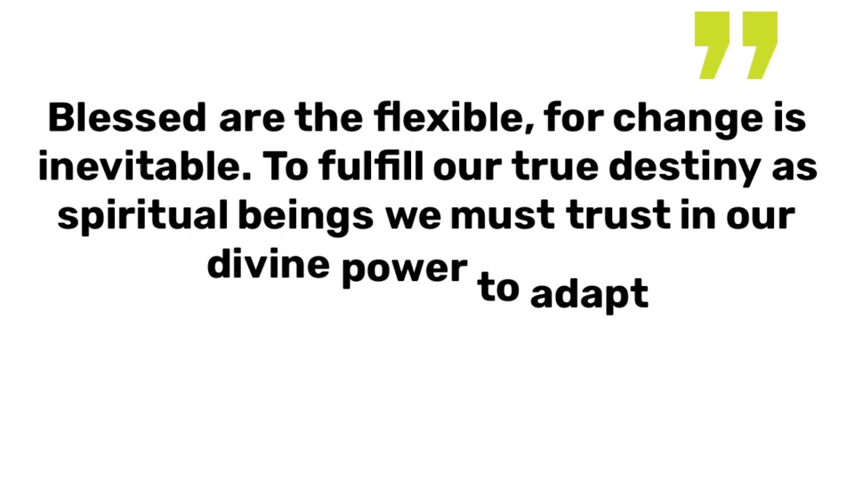 ”
Blessed are the flexible, for change is
inevitable. To fulfill our true destiny as
spiritual beings we must trust in our
divine power to adapt